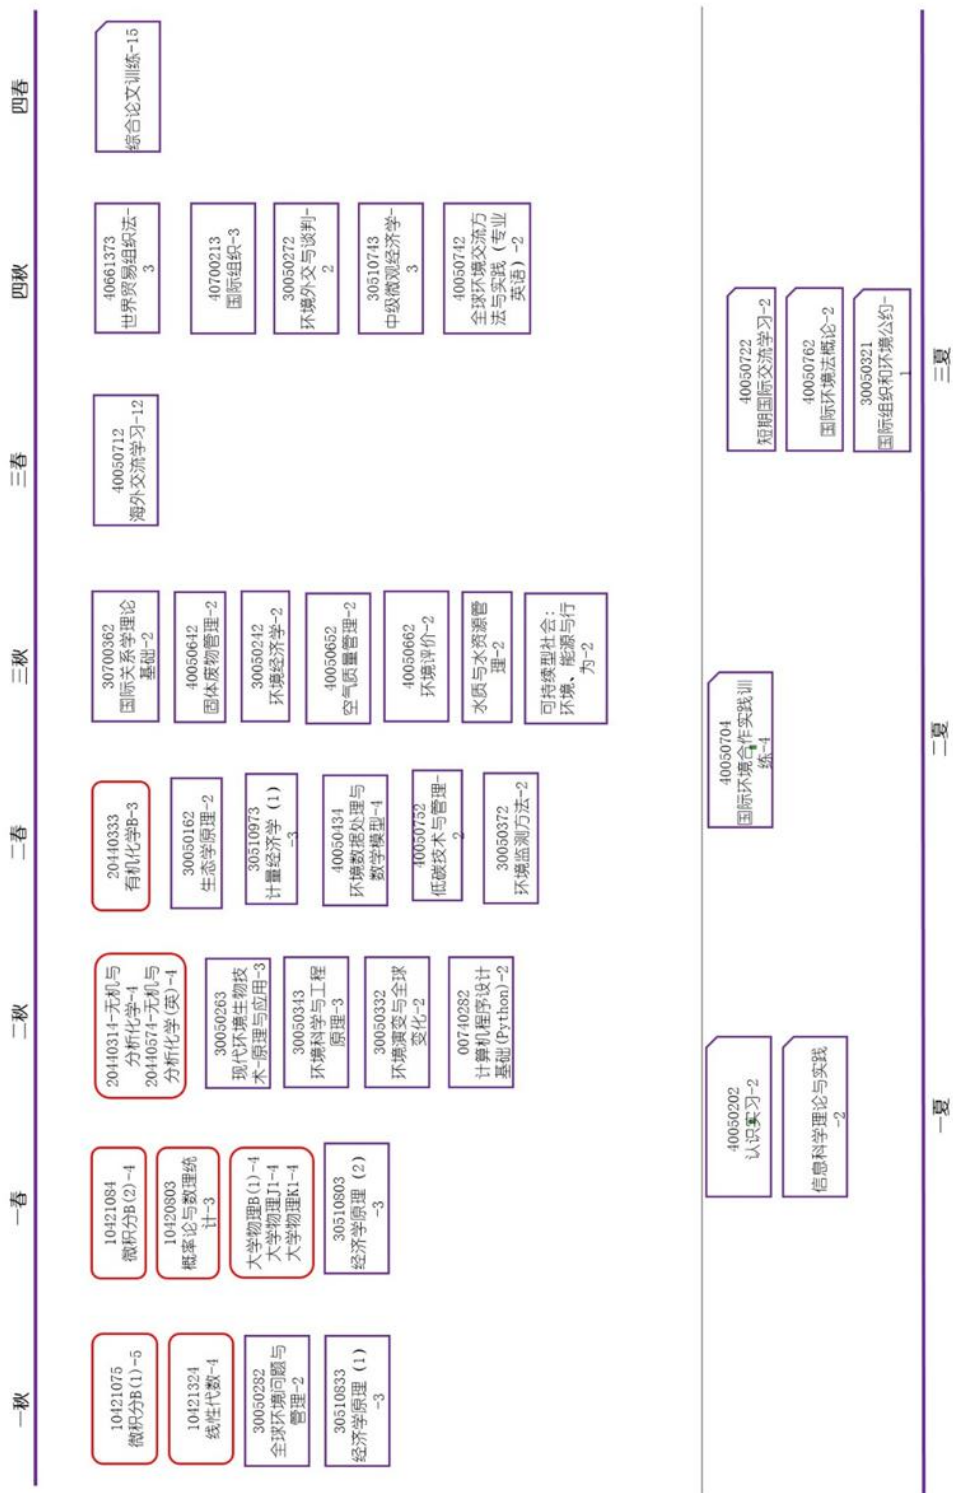 一秋
10421075
微积分B(1)-5
10421324
线性代数-4
30050282
全球环境问题与
管理-2
30510833
经济学原理（1）
-3
一春
10421084
微积分B(2)-4
10420803
概率论与数理统
计-3
大学物理B(1)-4
大学物理J1-4
大学物理K1-4
30510803
经济学原理（2）
-3
二秋
20440314-无机与
分析化学-4
20440574-无机与
分析化学(英)-4
30050263
现代环境生物技
术-原理与应用-3
30050343
环境科学与工程
原理-3
30050332
环境演变与全球
变化-2
00740282
计算机程序设计
基础(Python)-2
二春
20440333
有机化学B-3
30050162
生态学原理-2
30510973
计量经济学（1）
-3
40050434
环境数据处理与
数学模型-4
40050752
低碳技术与管理-
2
30050372
环境监测方法-2
三秋
30700362
国际关系学理论
基础-2
40050642
固体废物管理-2
30050242
环境经济学-2
40050652
空气质量管理-2
40050662
环境评价-2
水质与水资源管
理-2
可持续型社会：
环境、能源与行
为-2
三春
40050712
海外交流学习-12
四秋
40661373
世界贸易组织法-
3
40700213
国际组织-3
30050272
环境外交与谈判-
2
30510743
中级微观经济学-
3
40050742
全球环境交流方
法与实践（专业
英语）-2
四春
综合论文训练-15
40050202
认识实习-2
信息科学理论与实践
-2
一夏
40050704
国际环境合作实践训
练-4
二夏
40050722
短期国际交流学习-2
40050762
国际环境法概论-2
30050321
国际组织和环境公约-
1
三夏